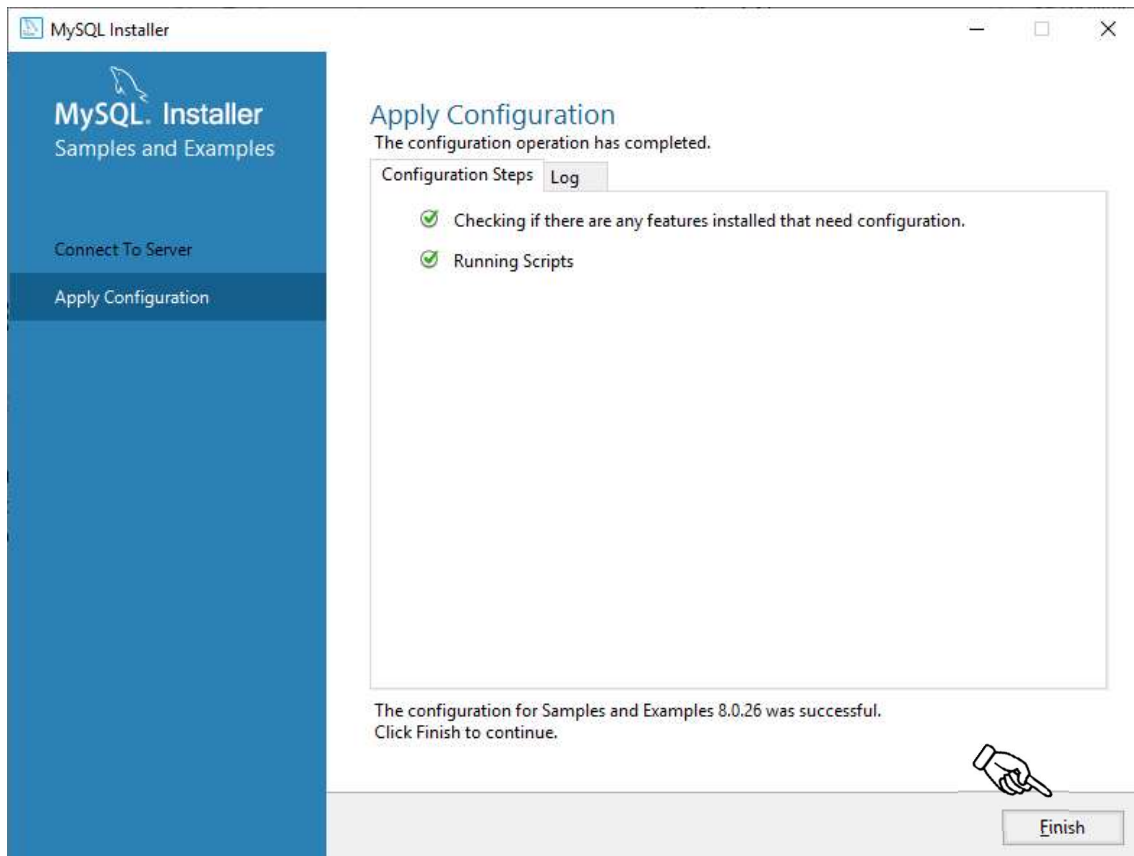 MySQL Installer
MySQL. Installer
Samples and Examples
Connect To Server
Apply Configuration
Apply Configuration
The configuration operation has completed.
Configuration Steps
Log
Checking if there are any features installed that need configuration.
Running Scripts
The configuration for Samples and Examples 8.0.26 was successful.
Click Finish to continue.
Finish